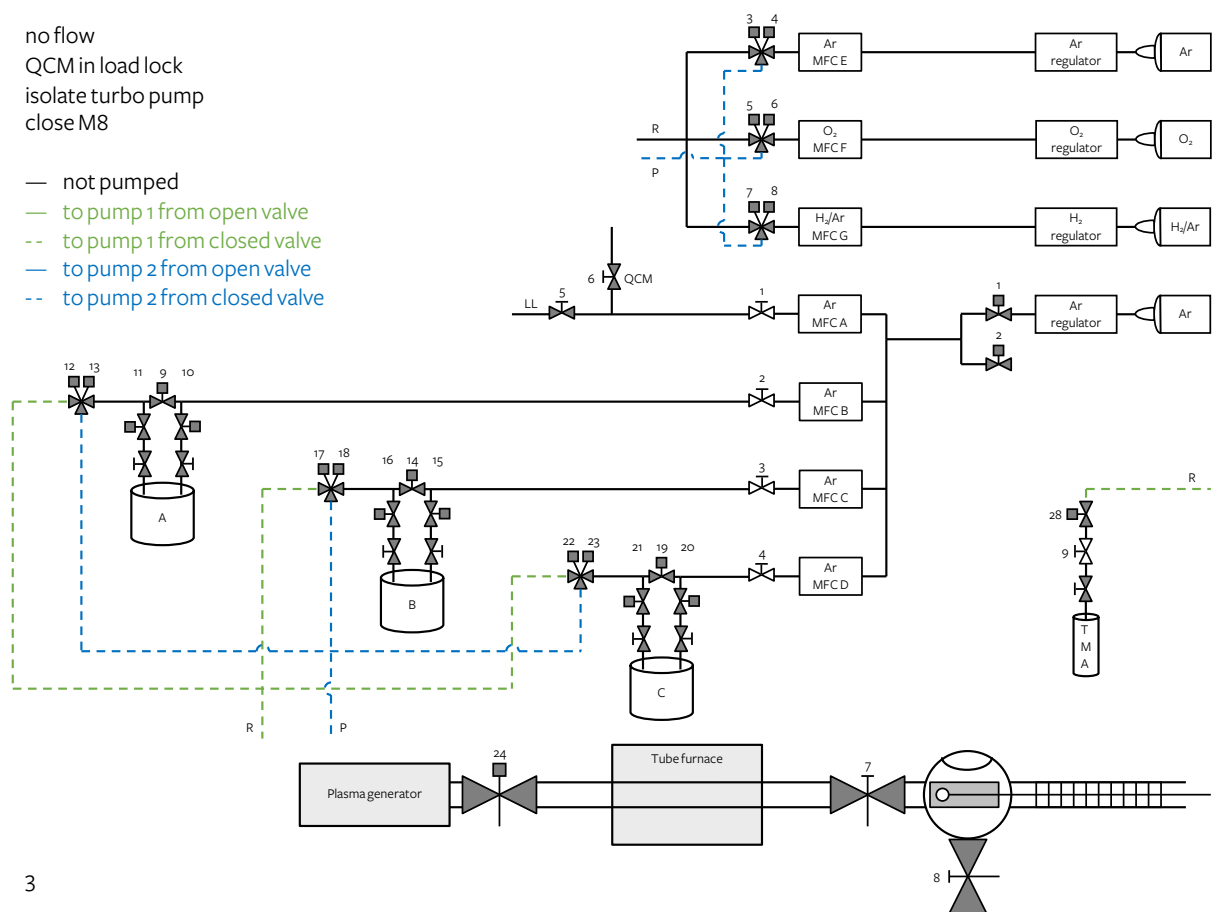 no flow
QCM in load lock
isolate turbo pump
close M8
— not pumped
— to pump 1 from open valve
-- to pump 1 from closed valve
— to pump 2 from open valve
-- to pump 2 from closed valve
3 4
Ar
MFC E
Ar
regulator
Ar
5 6
R
P
O₂
MFC F
O₂
regulator
O₂
7 8
H₂/Ar
MFC G
H₂
regulator
H₂/Ar
6 QCM
LL 5
1
Ar
MFC A
1
2
Ar
regulator
Ar
12 13 11 9 10
2
Ar
MFC B
A
17 18 16 14 15
3
Ar
MFC C
B
R
28
9
T
M
A
22 23 21 19 20
4
Ar
MFC D
C
R P
Plasma generator
24
Tube furnace
7
8
3